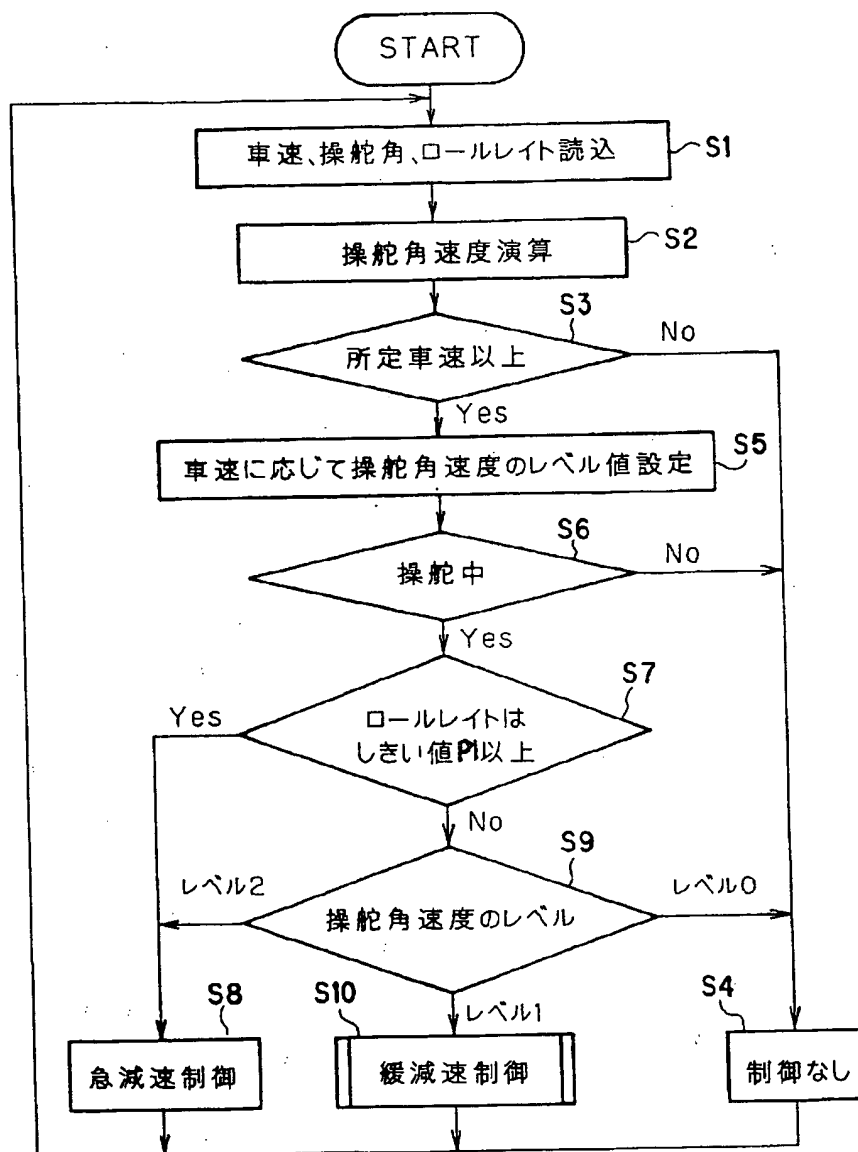 START
車速、操舵角、ロールレイト読込
S1
操舵角速度演算
S2
S3
所定車速以上
No
Yes
車速に応じて操舵角速度のレベル値設定
S5
S6
操舵中
No
Yes
S7
Yes
ロールレイトは
しきい値P1以上
No
S9
レベル2
レベル0
操舵角速度のレベル
S8
S10
レベル1
S4
急減速制御
緩減速制御
制御なし